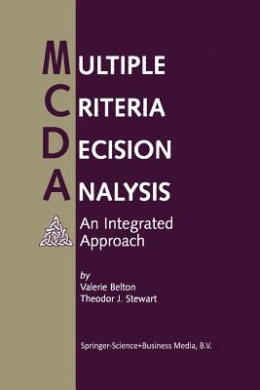 MULTIPLE
CRITERIA
DECISION
ANALYSIS
An Integrated
Approach
by
Valerie Belton
Theodor J. Stewart
Springer-Science+Business Media, B.V.